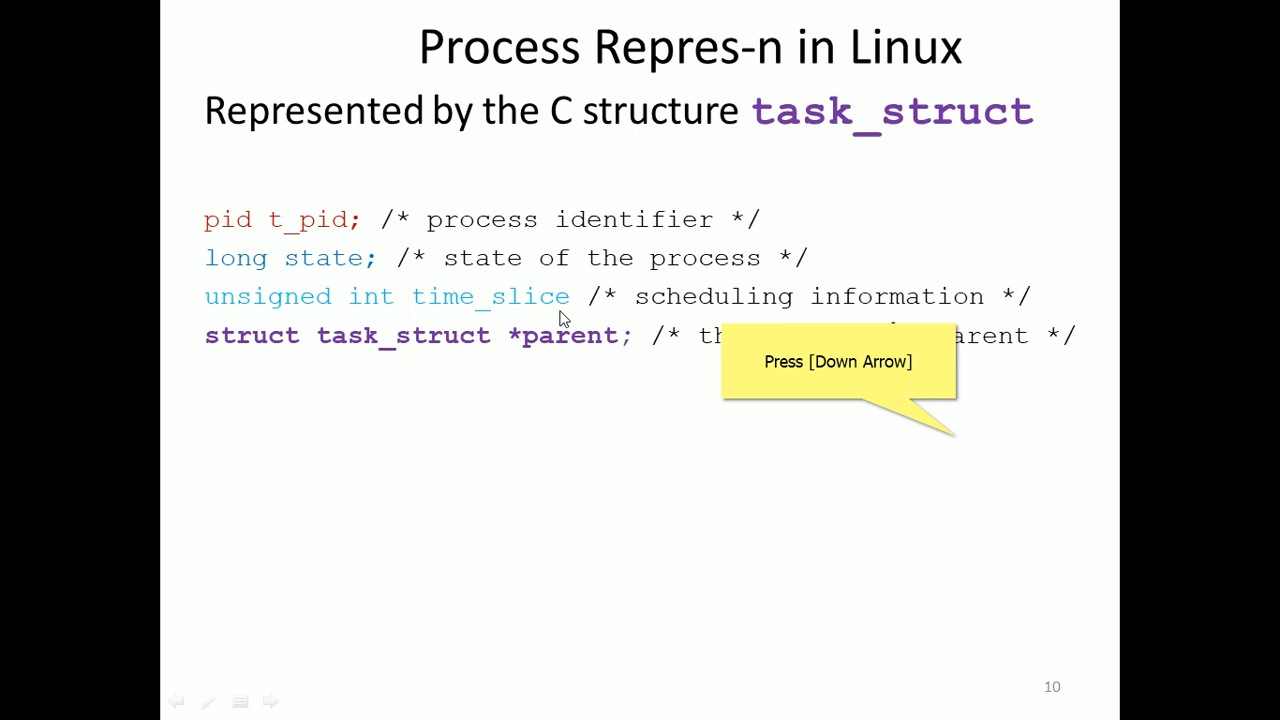 Process Repres-n in Linux
Represented by the C structure task_struct
pid t_pid; /* process identifier */
long state; /* state of the process */
unsigned int time_slice /* scheduling information */
struct task_struct *parent; /* th arent */
Press [Down Arrow]
10